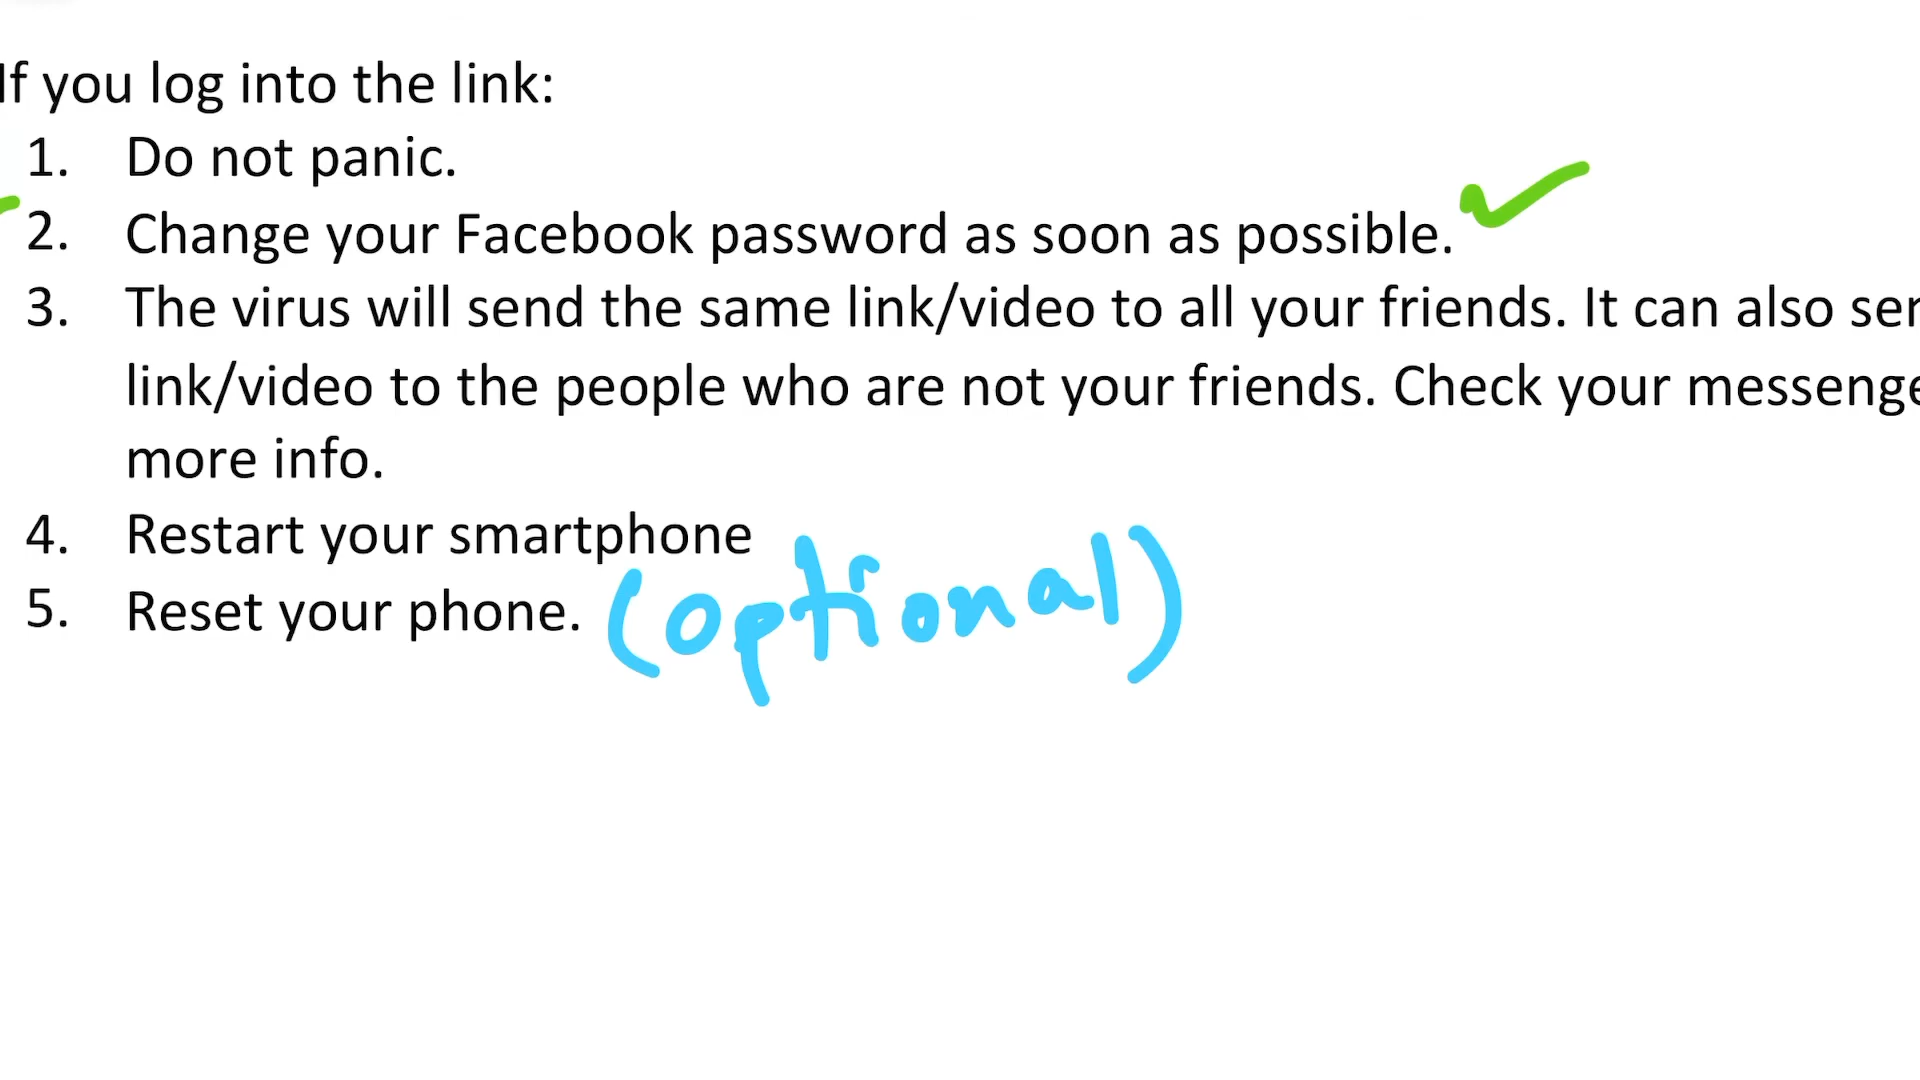 If you log into the link:
1. Do not panic.
2. Change your Facebook password as soon as possible.
3. The virus will send the same link/video to all your friends. It can also
link/video to the people who are not your friends. Check your
more info.
4. Restart your smartphone
5. Reset your phone. (optional)